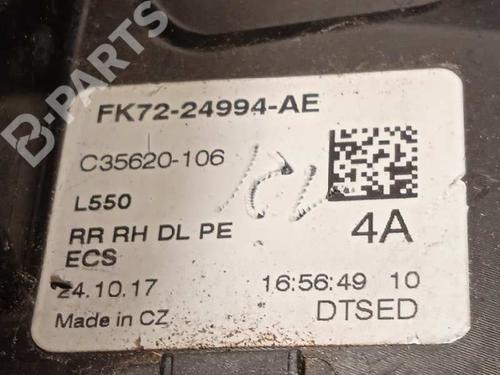 B-PARTS
FK72-24994-AE
C35620-106
L550
RR RH DL PE
4A
ECS
24.10.17 16:56:49 10
Made in CZ DTSED